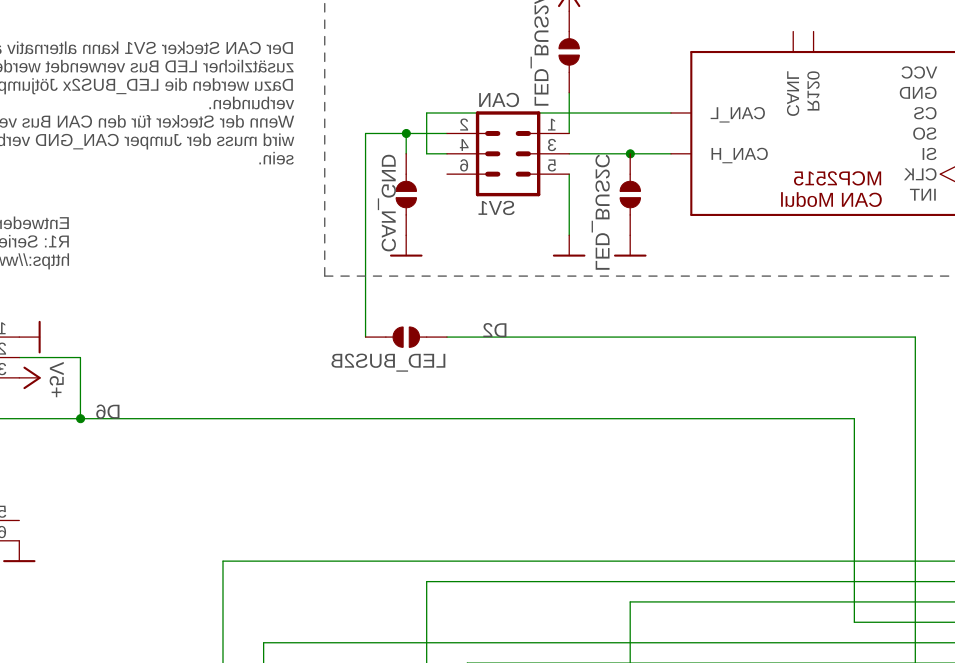 Der CAN Stecker SV1 kann alternativ a
zusätzlicher LED Bus verwendet werde
Dazu werden die LED_BUS2x Jötjump
verbunden.
Wenn der Stecker für den CAN Bus ve
wird muss der Jumper CAN_GND verb
sein.
Entweder
R1: Serie
https://ww
LED_BUS2A
CAN
1
2
3
4
5
6
SV1
CAN_GND
LED_BUS2C
CANL
R120
CAN_L
CAN_H
VCC
GND
CS
SO
SI
CLK
INT
MCP2515
CAN Modul
D2
LED_BUS2B
1
2
3
+5V
D6
5
6